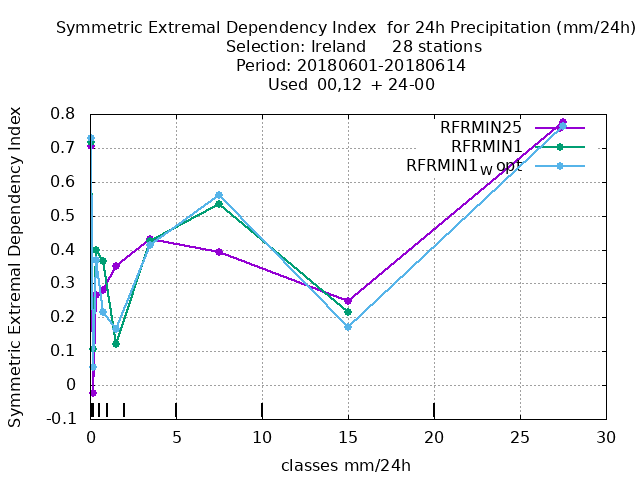 Symmetric Extremal Dependency Index  for 24h Precipitation (mm/24h)
Selection: Ireland     28 stations
Period: 20180601-20180614
Used  00,12  + 24-00
Symmetric Extremal Dependency Index
0.8
0.7
0.6
0.5
0.4
0.3
0.2
0.1
0
-0.1
RFRMIN25
RFRMIN1
RFRMIN1w opt
0 5 10 15 20 25 30
classes mm/24h